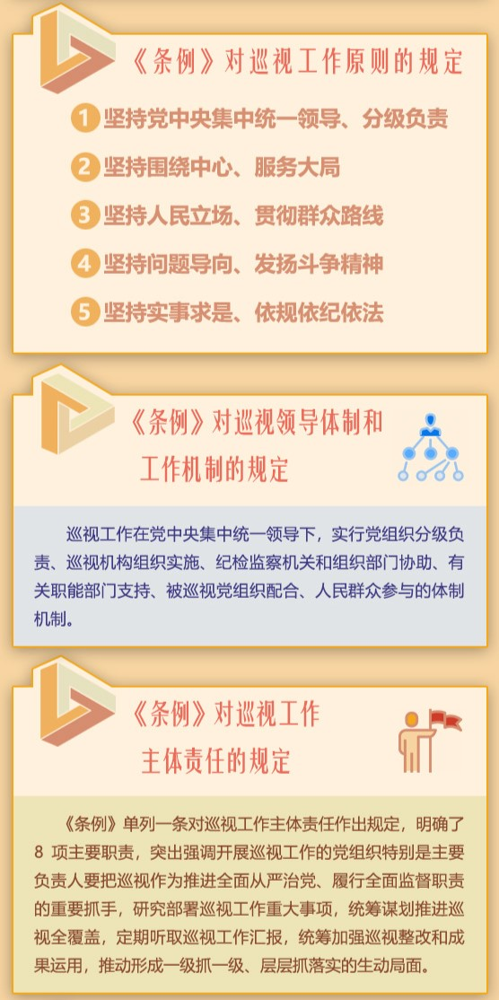 《条例》对巡视工作原则的规定
1 坚持党中央集中统一领导、分级负责
2 坚持围绕中心、服务大局
3 坚持人民立场、贯彻群众路线
4 坚持问题导向、发扬斗争精神
5 坚持实事求是、依规依纪依法
《条例》对巡视领导体制和
工作机制的规定
巡视工作在党中央集中统一领导下，实行党组织分级负
责、巡视机构组织实施、纪检监察机关和组织部门协助、有
关职能部门支持、被巡视党组织配合、人民群众参与的体制
机制。
《条例》对巡视工作
主体责任的规定
《条例》单列一条对巡视工作主体责任作出规定，明确了
8 项主要职责，突出强调开展巡视工作的党组织特别是主要
负责人要把巡视作为推进全面从严治党、履行全面监督职责
的重要抓手，研究部署巡视工作重大事项，统筹谋划推进巡
视全覆盖，定期听取巡视工作汇报，统筹加强巡视整改和成
果运用，推动形成一级抓一级、层层抓落实的生动局面。